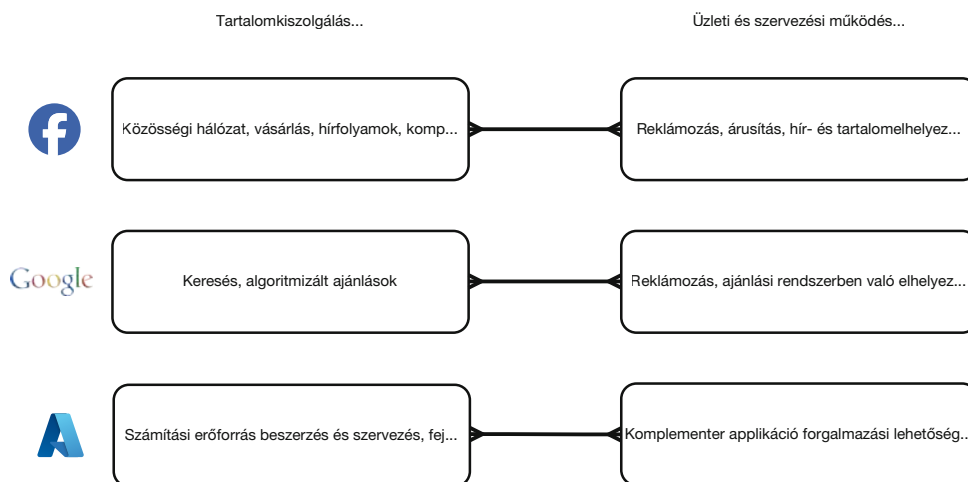 Tartalomkiszolgálás...
Üzleti és szervezési működés...
Közösségi hálózat, vásárlás, hírfolyamok, komp...
Reklámozás, árusítás, hír- és tartalomelhelyez...
Google
Keresés, algoritmizált ajánlások
Reklámozás, ajánlási rendszerben való elhelyez...
Számítási erőforrás beszerzés és szervezés, fej...
Komplementer applikáció forgalmazási lehetőség...